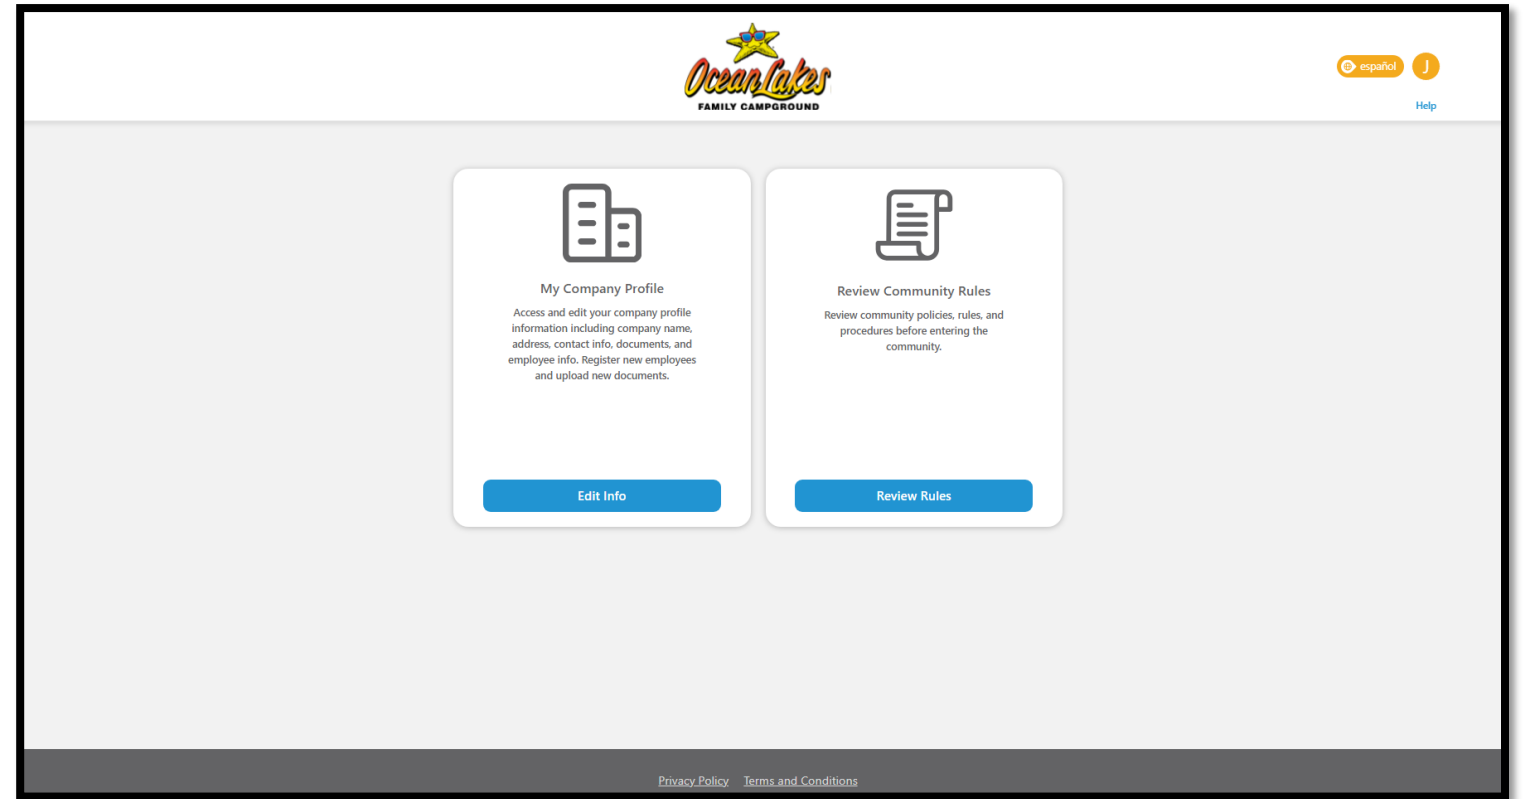 Ocean Lakes
FAMILY CAMPGROUND
español
J
Help
My Company Profile
Access and edit your company profile
information including company name,
address, contact info, documents, and
employee info. Register new employees
and upload new documents.
Edit Info
Review Community Rules
Review community policies, rules, and
procedures before entering the
community.
Review Rules
Privacy Policy Terms and Conditions